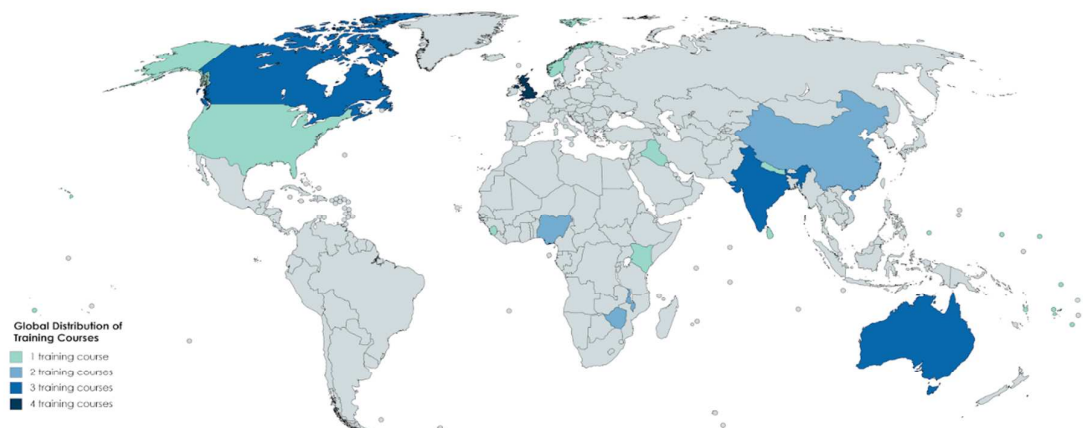 Global Distribution of
Training Courses
1 training course
2 training courses
3 training courses
4 training courses